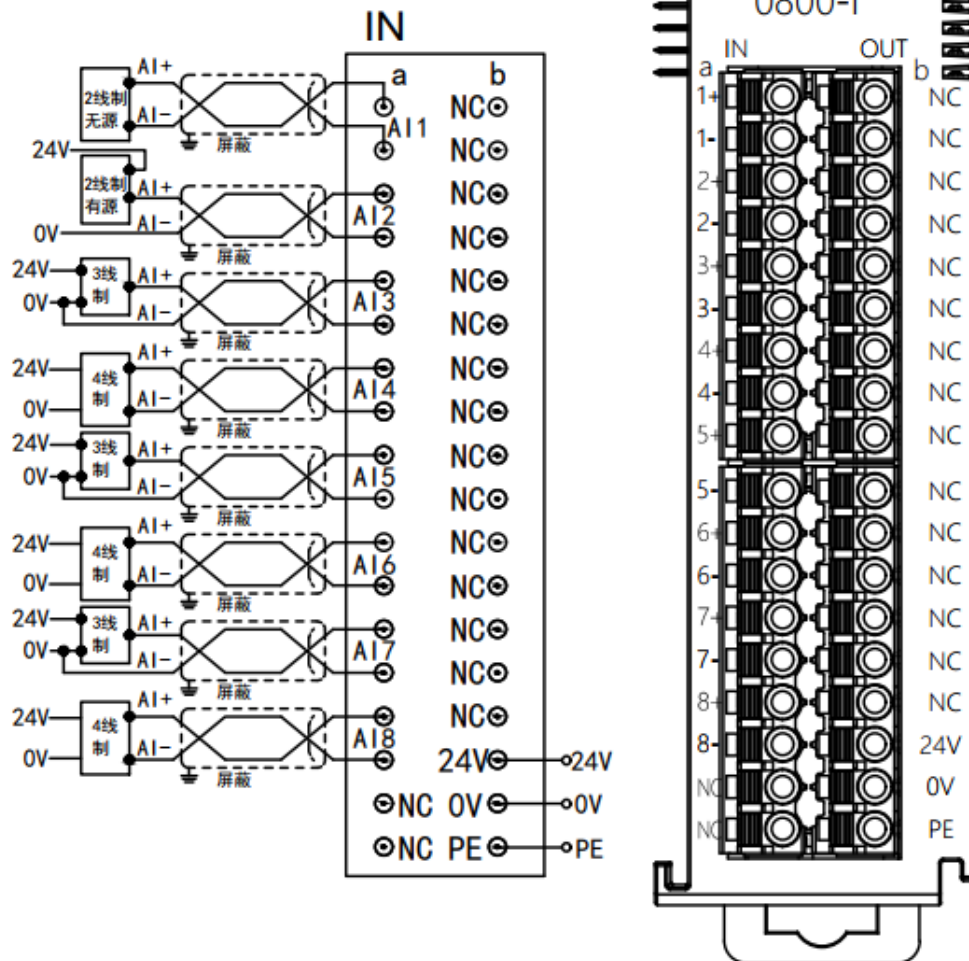 IN
a b
AI+
2线制
无源
AI-
屏蔽
AI1
NC
NC
24V
2线制
有源
AI+
AI-
0V
屏蔽
AI2
NC
NC
24V
0V
3线
制
AI+
AI-
屏蔽
AI3
NC
NC
24V
0V
4线
制
AI+
AI-
屏蔽
AI4
NC
NC
24V
0V
3线
制
AI+
AI-
屏蔽
AI5
NC
NC
24V
0V
4线
制
AI+
AI-
屏蔽
AI6
NC
NC
24V
0V
3线
制
AI+
AI-
屏蔽
AI7
NC
NC
24V
0V
4线
制
AI+
AI-
屏蔽
AI8
NC
24V 24V
NC 0V 0V
NC PE PE
0800-I
IN OUT
a b
1+ NC
1- NC
2+ NC
2- NC
3+ NC
3- NC
4+ NC
4- NC
5+ NC
5- NC
6+ NC
6- NC
7+ NC
7- NC
8+ NC
8- 24V
NC 0V
NC PE